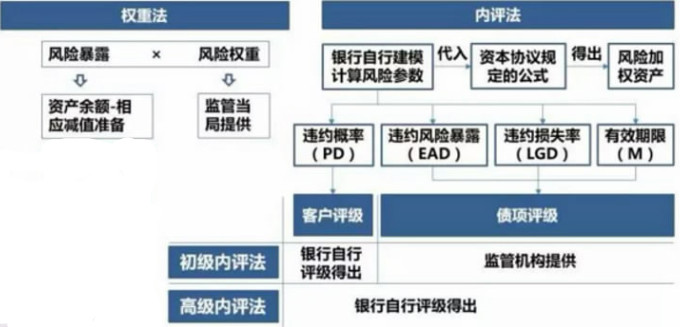 权重法
风险暴露 × 风险权重
资产余额-相
应减值准备
监管当
局提供
内评法
银行自行建模
计算风险参数
代入
资本协议规
定的公式
得出
风险加
权资产
违约概率
（PD）
违约风险暴露
（EAD）
违约损失率
（LGD）
有效期限
（M）
客户评级
债项评级
初级内评法
银行自行
评级得出
监管机构提供
高级内评法
银行自行评级得出